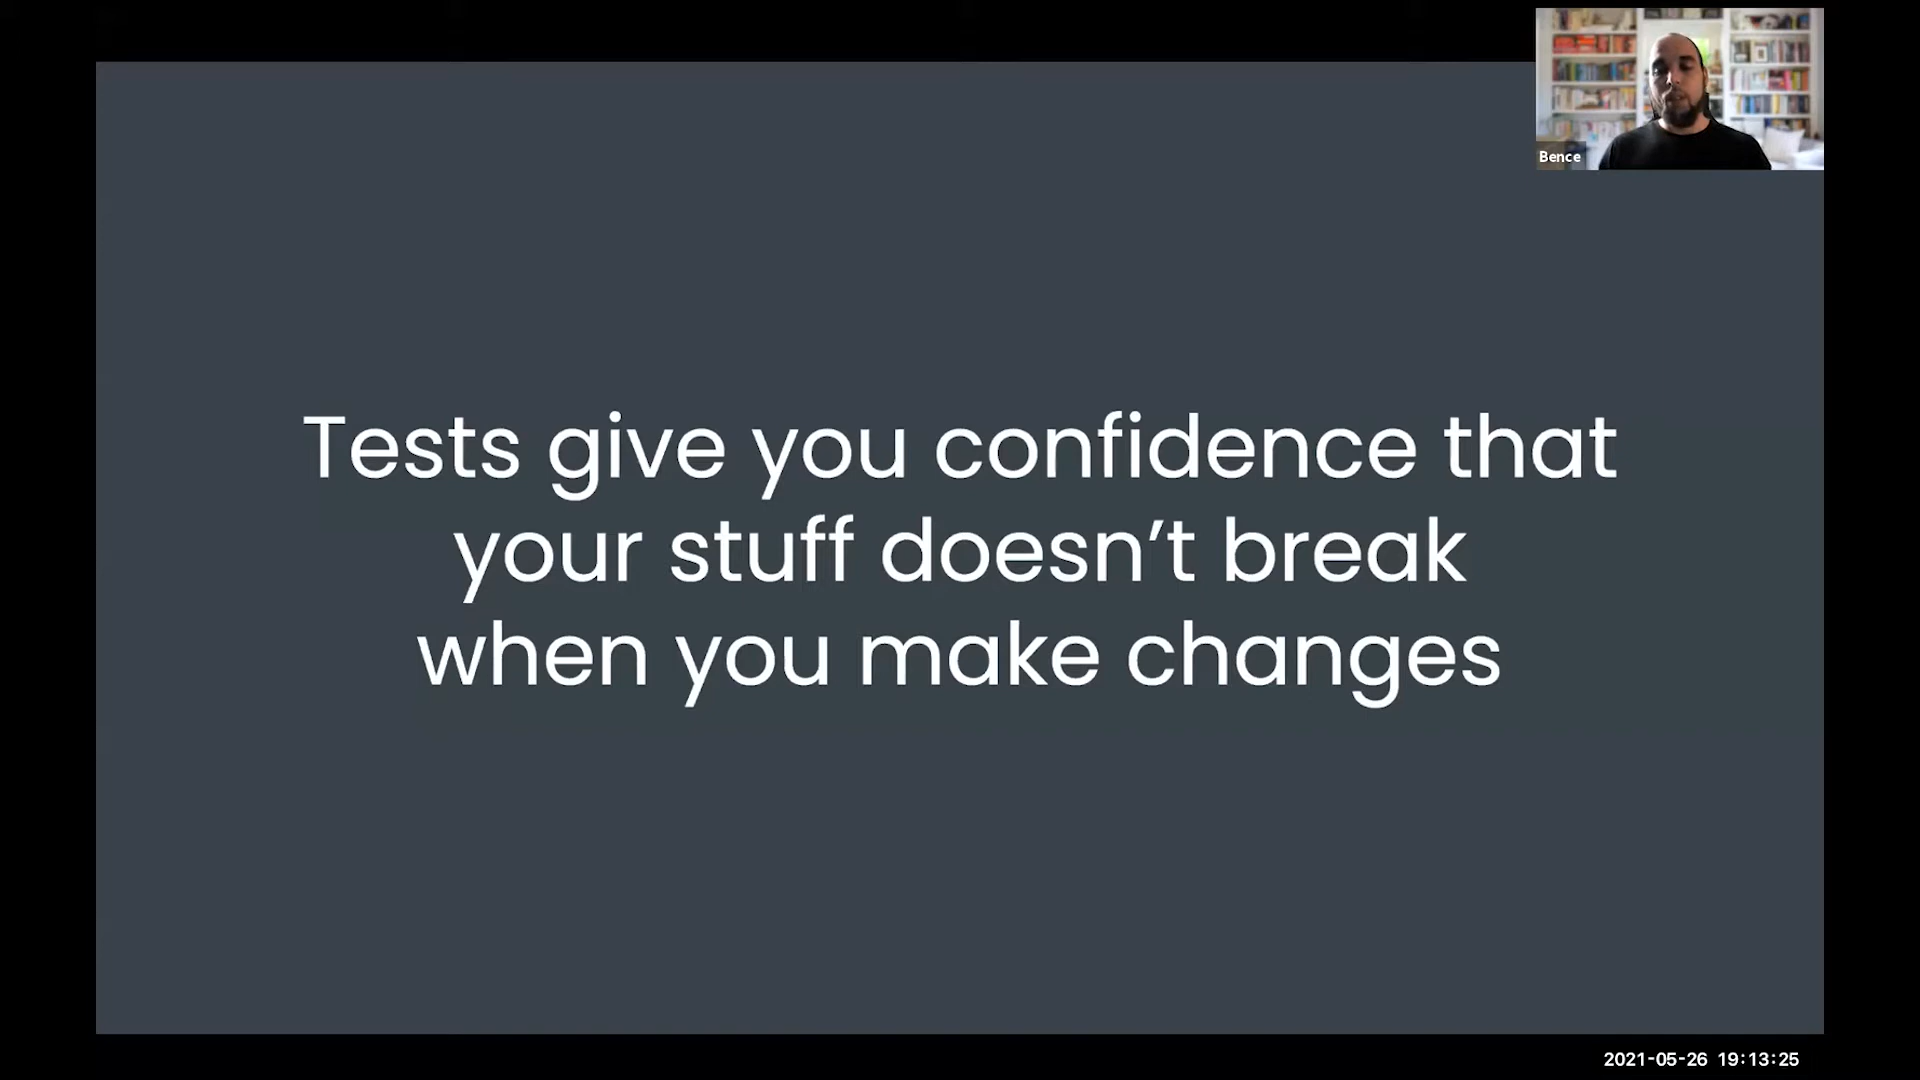 Bence
Tests give you confidence that
your stuff doesn’t break
when you make changes
2021-05-26 19:13:25